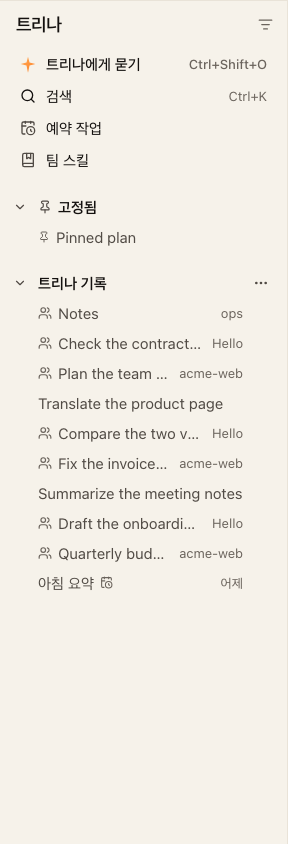 트리나
트리나에게 묻기 Ctrl+Shift+O
검색 Ctrl+K
예약 작업
팀 스킬
고정됨
Pinned plan
트리나 기록
Notes ops
Check the contract... Hello
Plan the team ... acme-web
Translate the product page
Compare the two v... Hello
Fix the invoice... acme-web
Summarize the meeting notes
Draft the onboardi... Hello
Quarterly bud... acme-web
아침 요약 어제